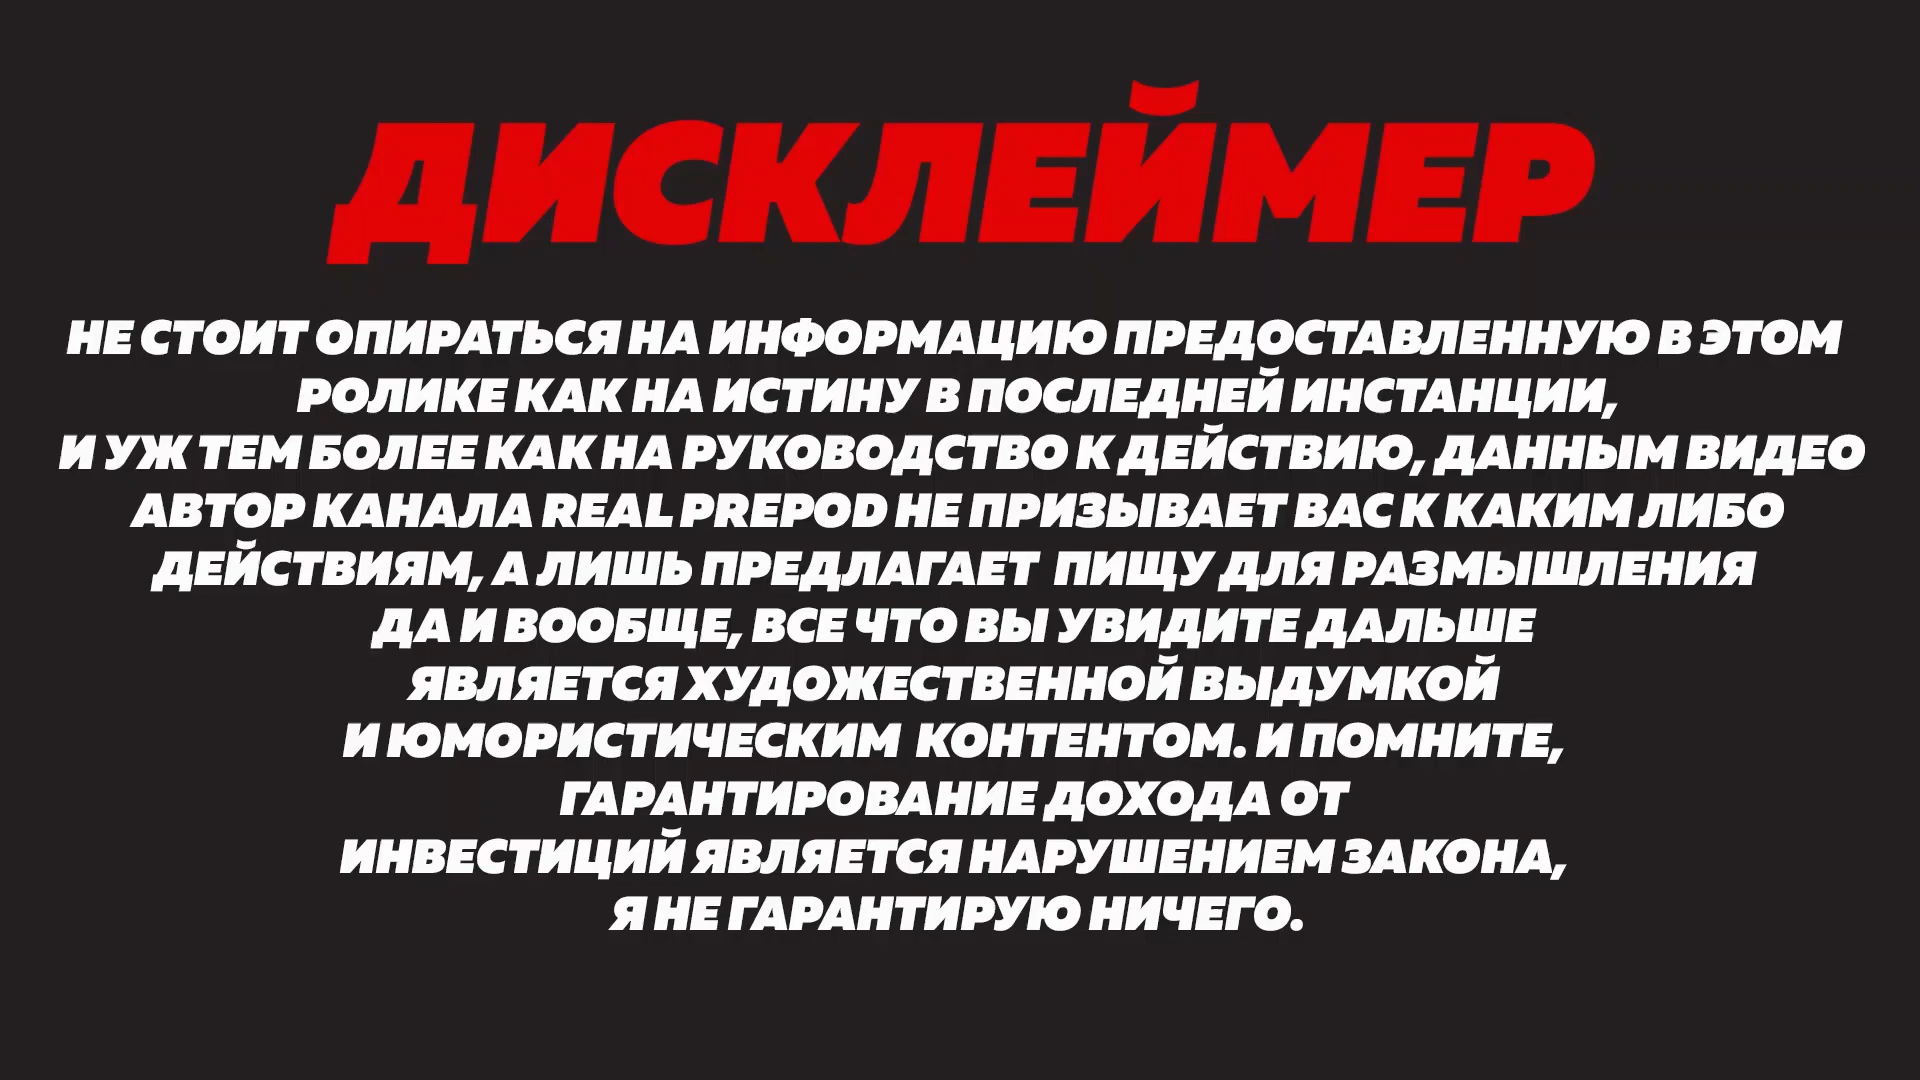 ДИСКЛЕЙМЕР
НЕ СТОИТ ОПИРАТЬСЯ НА ИНФОРМАЦИЮ ПРЕДОСТАВЛЕННУЮ В ЭТОМ
РОЛИКЕ КАК НА ИСТИНУ В ПОСЛЕДНЕЙ ИНСТАНЦИИ,
И УЖ ТЕМ БОЛЕЕ КАК НА РУКОВОДСТВО К ДЕЙСТВИЮ, ДАННЫМ ВИДЕО
АВТОР КАНАЛА REAL PREPOD НЕ ПРИЗЫВАЕТ ВАС К КАКИМ ЛИБО
ДЕЙСТВИЯМ, А ЛИШЬ ПРЕДЛАГАЕТ ПИЩУ ДЛЯ РАЗМЫШЛЕНИЯ
ДА И ВООБЩЕ, ВСЕ ЧТО ВЫ УВИДИТЕ ДАЛЬШЕ
ЯВЛЯЕТСЯ ХУДОЖЕСТВЕННОЙ ВЫДУМКОЙ
И ЮМОРИСТИЧЕСКИМ КОНТЕНТОМ. И ПОМНИТЕ,
ГАРАНТИРОВАНИЕ ДОХОДА ОТ
ИНВЕСТИЦИЙ ЯВЛЯЕТСЯ НАРУШЕНИЕМ ЗАКОНА,
Я НЕ ГАРАНТИРУЮ НИЧЕГО.